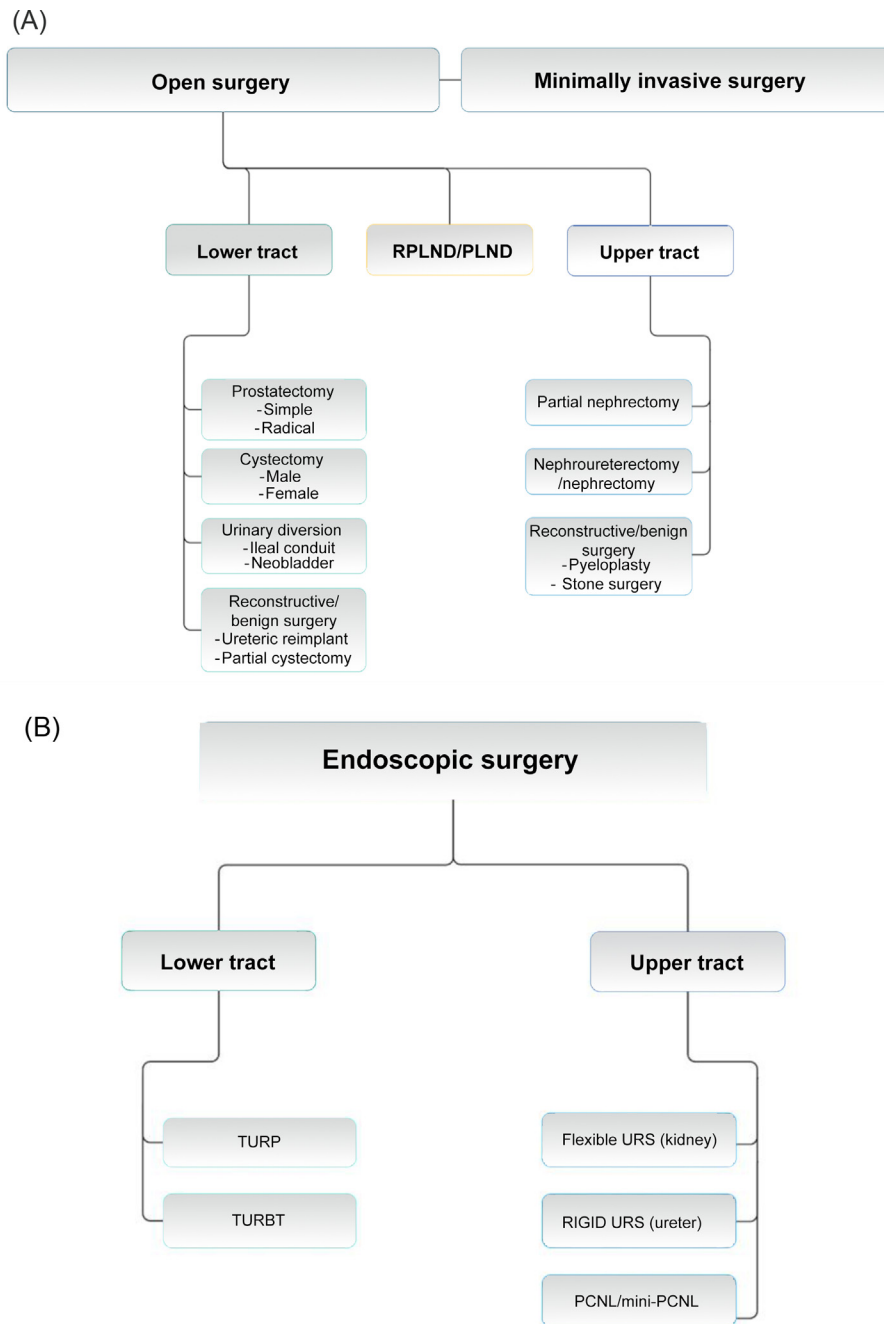 (A)
Open surgery
Minimally invasive surgery
Lower tract
RPLND/PLND
Upper tract
Prostatectomy
-Simple
-Radical
Cystectomy
-Male
-Female
Urinary diversion
-Ileal conduit
-Neobladder
Reconstructive/
benign surgery
-Ureteric reimplant
-Partial cystectomy
Partial nephrectomy
Nephroureterectomy
/nephrectomy
Reconstructive/benign
surgery
-Pyeloplasty
- Stone surgery
(B)
Endoscopic surgery
Lower tract
Upper tract
TURP
TURBT
Flexible URS (kidney)
RIGID URS (ureter)
PCNL/mini-PCNL